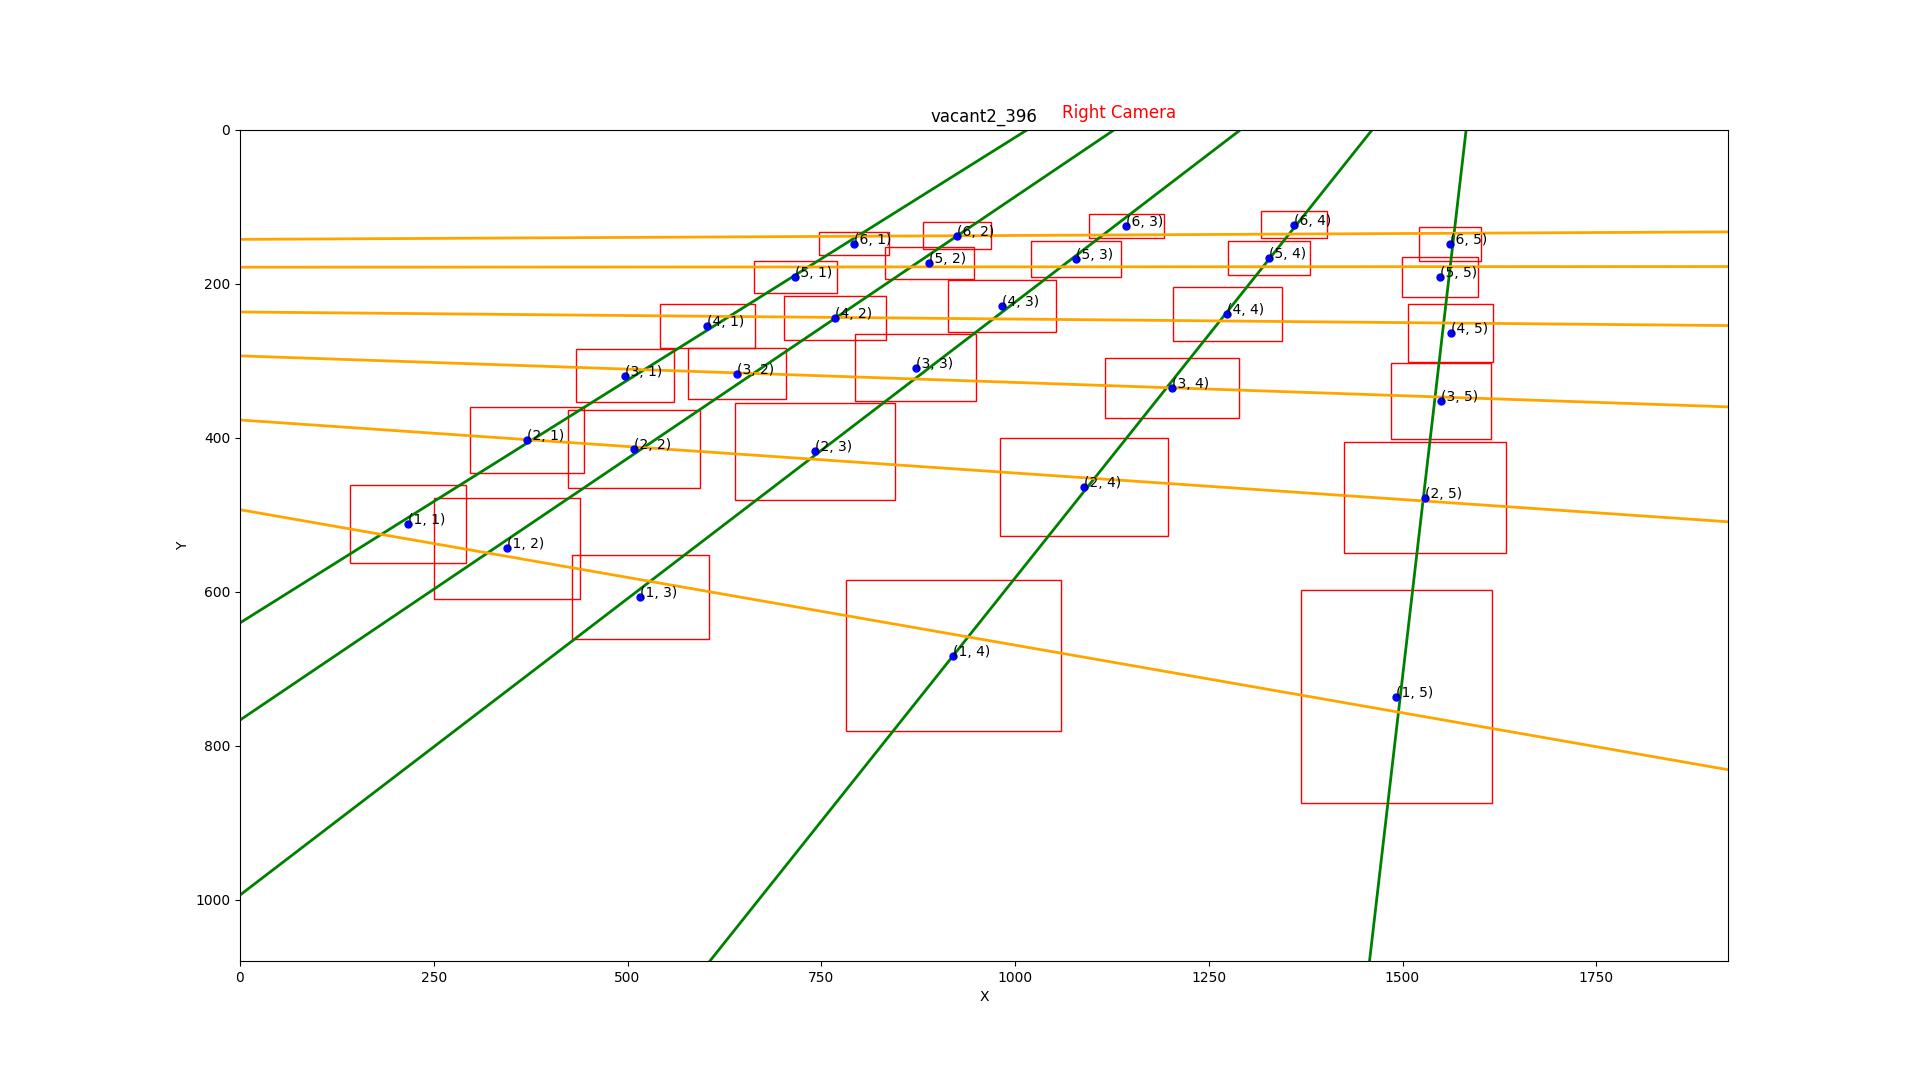 vacant2_396 Right Camera
0
(6, 1) (6, 2) (6, 3) (6, 4) (6, 5)
(5, 1) (5, 2) (5, 3) (5, 4) (5, 5)
200
(4, 1) (4, 2) (4, 3) (4, 4) (4, 5)
(3, 1) (3, 2) (3, 3) (3, 4) (3, 5)
400
(2, 1) (2, 2) (2, 3) (2, 4) (2, 5)
(1, 1) (1, 2) (1, 3) (1, 4) (1, 5)
Y
600
800
1000
0 250 500 750 1000 1250 1500 1750
X